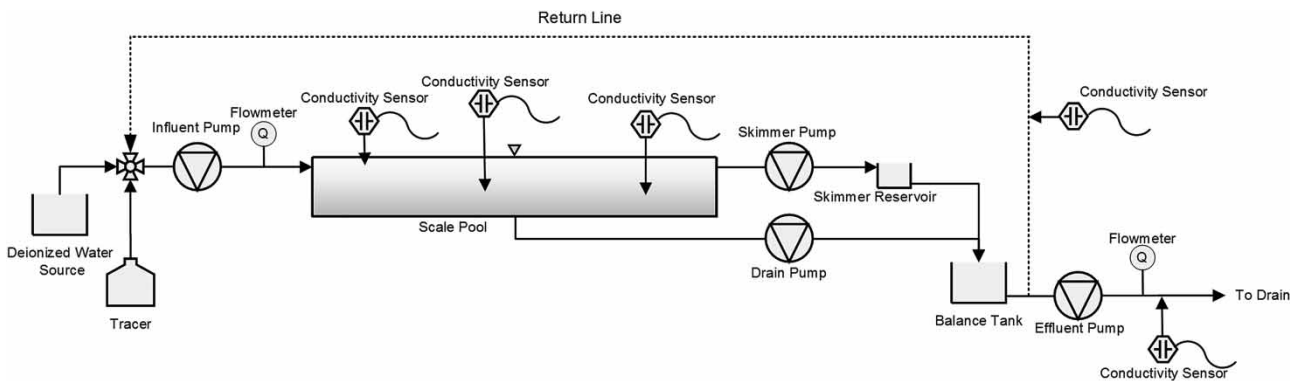 Return Line
Conductivity Sensor
Conductivity Sensor
Conductivity Sensor
Conductivity Sensor
Flowmeter
Influent Pump
Q
Skimmer Pump
Skimmer Reservoir
Scale Pool
Deionized Water
Source
Tracer
Drain Pump
Flowmeter
Q
Balance Tank
Effluent Pump
To Drain
Conductivity Sensor